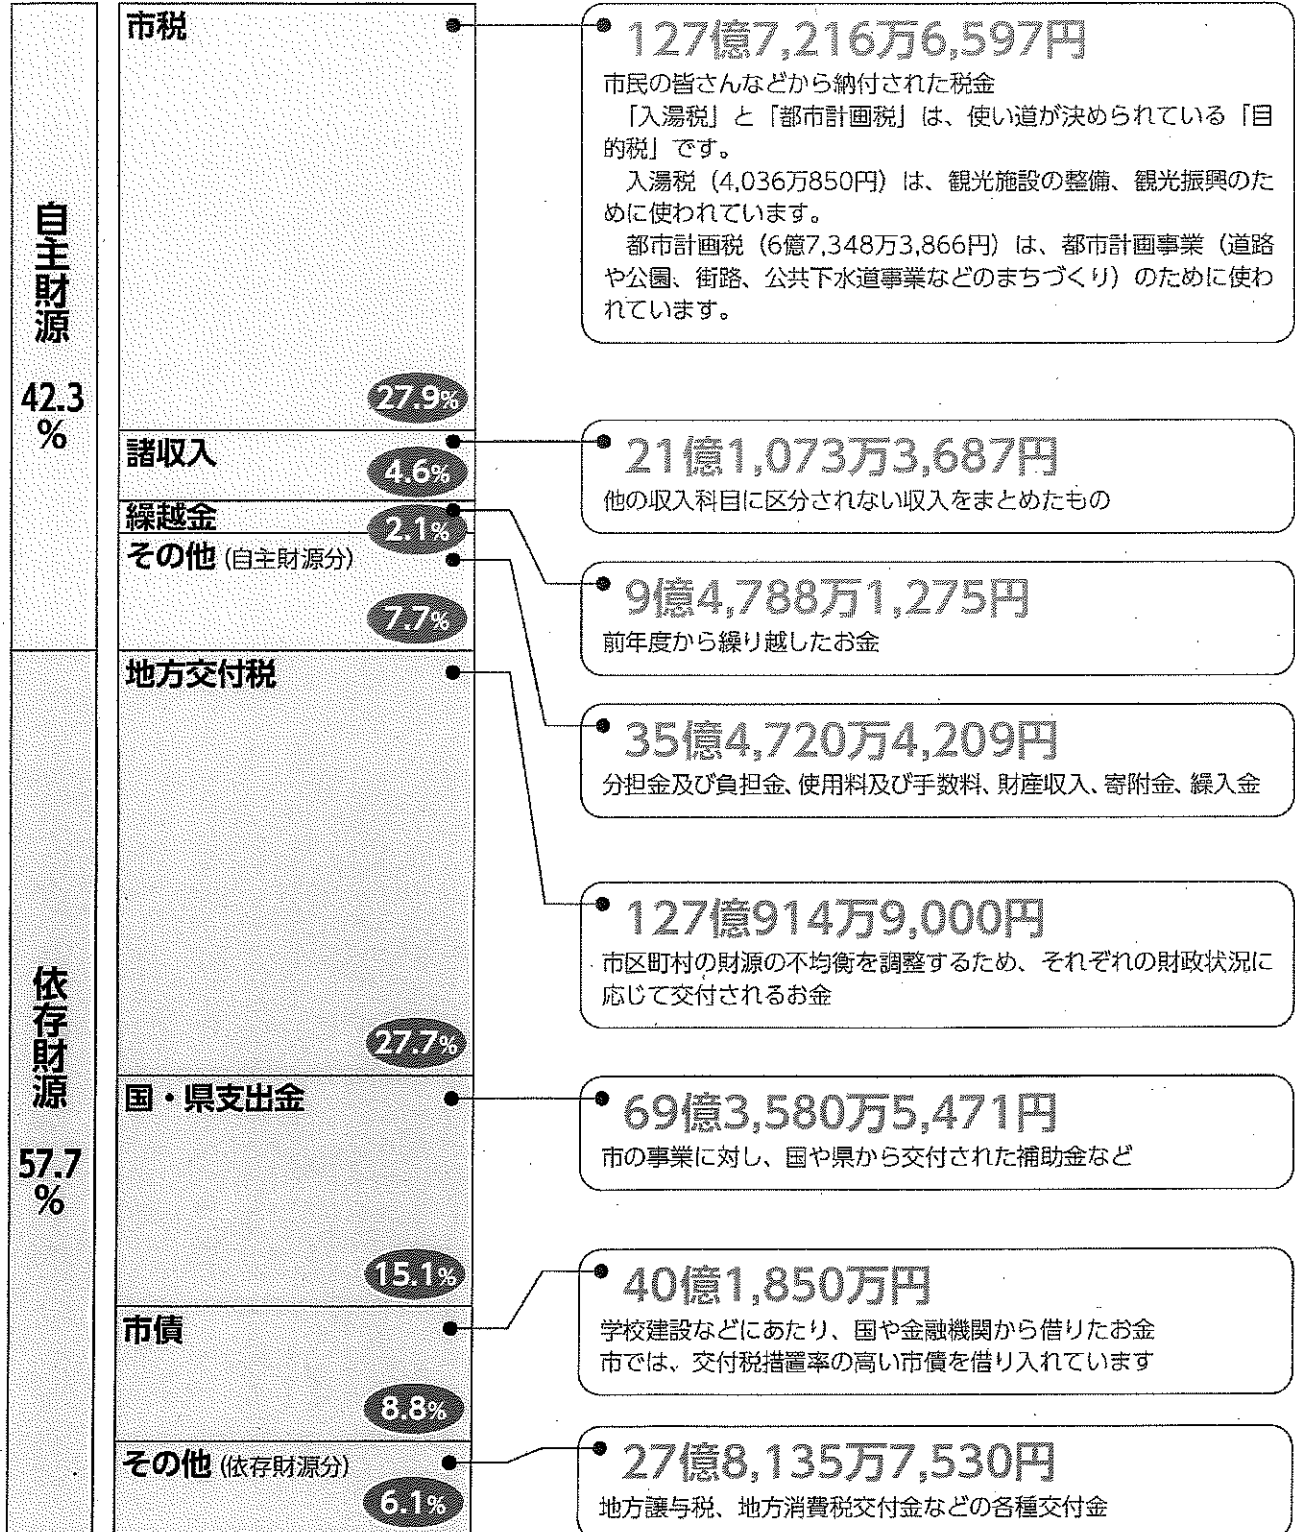 自主財源
42.3
%
市税
27.9%
127億7,216万6,597円
市民の皆さんなどから納付された税金
「入湯税」と「都市計画税」は、使い道が決められている「目
的税」です。
入湯税（4,036万850円）は、観光施設の整備、観光振興のた
めに使われています。
都市計画税（6億7,348万3,866円）は、都市計画事業（道路
や公園、街路、公共下水道事業などのまちづくり）のために使わ
れています。
諸収入
4.6%
21億1,073万3,687円
他の収入科目に区分されない収入をまとめたもの
繰越金
2.1%
9億4,788万1,275円
前年度から繰り越したお金
その他（自主財源分）
7.7%
35億4,720万4,209円
分担金及び負担金、使用料及び手数料、財産収入、寄附金、繰入金
依存財源
57.7
%
地方交付税
27.7%
127億914万9,000円
市区町村の財源の不均衡を調整するため、それぞれの財政状況に
応じて交付されるお金
国・県支出金
15.1%
69億3,580万5,471円
市の事業に対し、国や県から交付された補助金など
市債
8.8%
40億1,850万円
学校建設などにあたり、国や金融機関から借りたお金
市では、交付税措置率の高い市債を借り入れています
その他（依存財源分）
6.1%
27億8,135万7,530円
地方譲与税、地方消費税交付金などの各種交付金